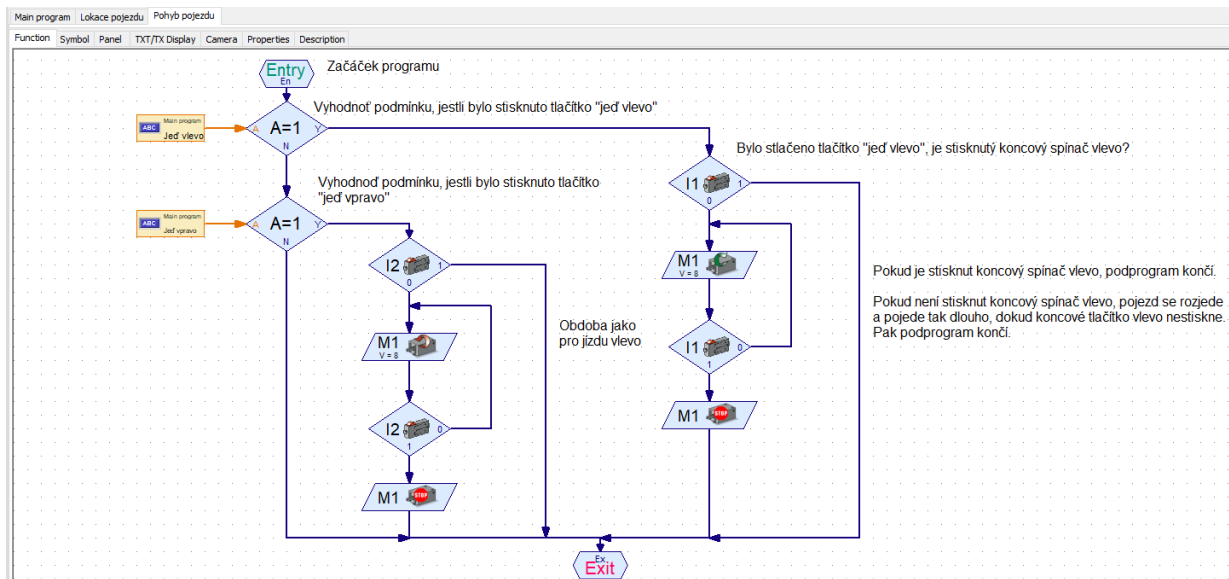 Main program Lokace pojezdu Pohyb pojezdu
Function Symbol Panel TXT/TX Display Camera Properties Description
Entry
En
Začáček programu
Vyhodnoť podmínku, jestli bylo stisknuto tlačítko "jeď vlevo"
ABC Main program
Jeď vlevo
A A=1 Y
N
Bylo stlačeno tlačítko "jeď vlevo", je stisknutý koncový spínač vlevo?
I1 1
0
Vyhodnoď podmínku, jestli bylo stisknuto tlačítko
"jeď vpravo"
ABC Main program
Jeď vpravo
A A=1 Y
N
I2 1
0
M1
V = 8
Pokud je stisknut koncový spínač vlevo, podprogram končí.
Pokud není stisknut koncový spínač vlevo, pojezd se rozjede
a pojede tak dlouho, dokud koncové tlačítko vlevo nestiskne.
Pak podprogram končí.
Obdoba jako
pro jízdu vlevo
M1
V = 8
I1 0
1
M1 STOP
I2 0
1
M1 STOP
Ex
Exit